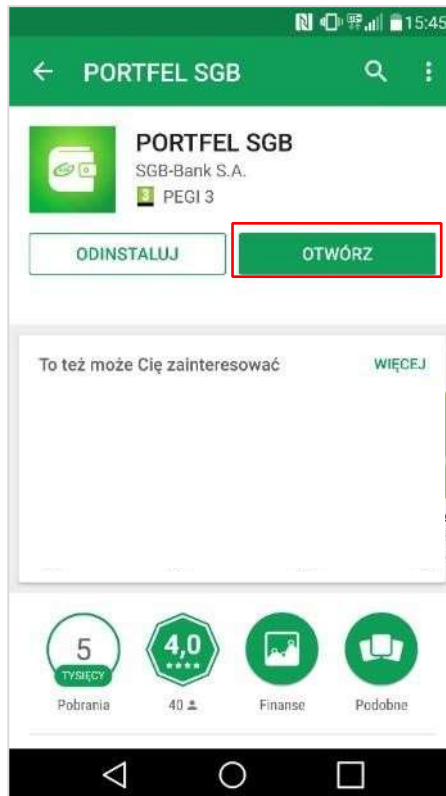 15:45
PORTFEL SGB
PORTFEL SGB
SGB-Bank S.A.
3 PEGI 3
ODINSTALUJ
OTWÓRZ
To też może Cię zainteresować
WIĘCEJ
5
TYSIĘCY
4,0
Pobrania
40
Finanse
Podobne